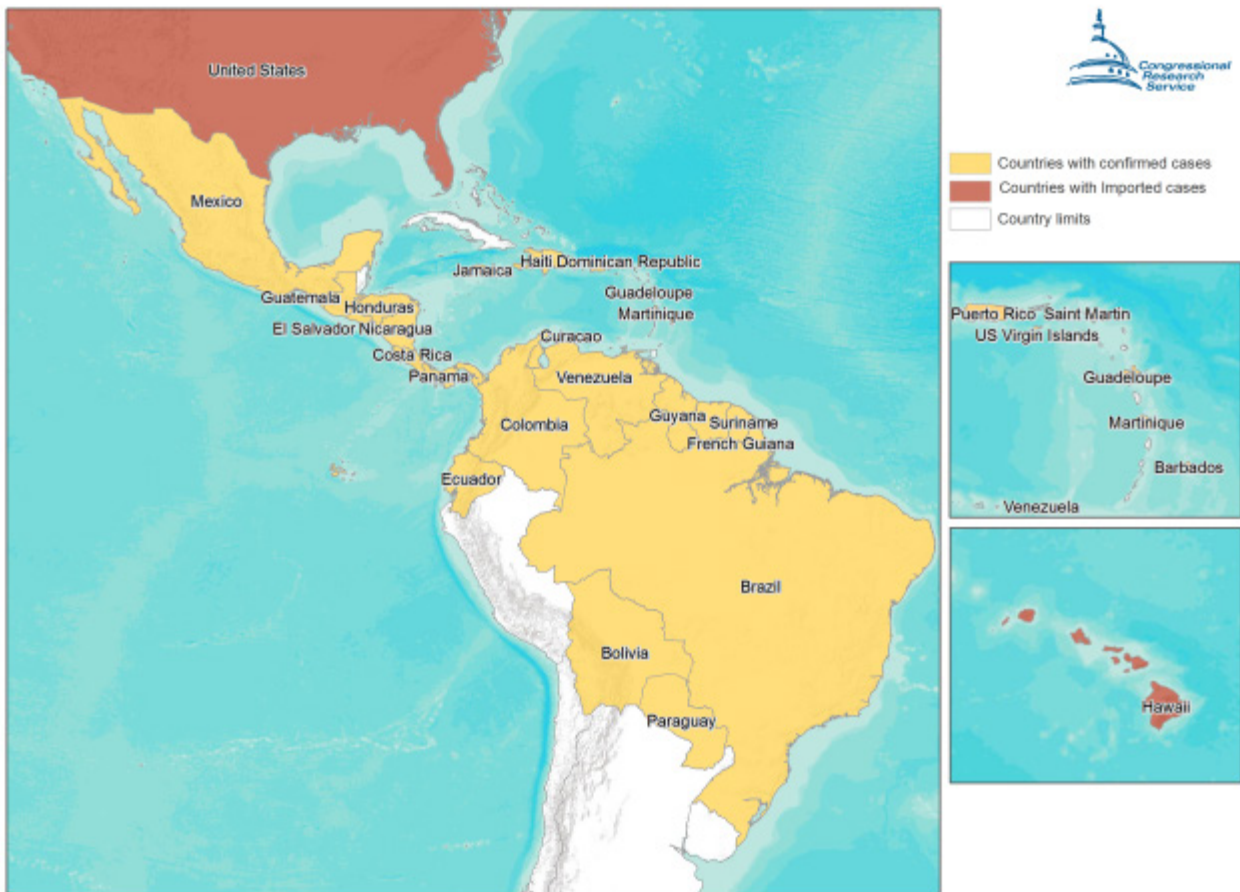 United States
Mexico
Jamaica
Haiti Dominican Republic
Guadeloupe
Martinique
Guatemala
Honduras
El Salvador Nicaragua
Costa Rica
Panama
Curacao
Venezuela
Colombia
Guyana
Suriname
French Guiana
Ecuador
Brazil
Bolivia
Paraguay
Congressional
Research
Service
Countries with confirmed cases
Countries with Imported cases
Country limits
Puerto Rico Saint Martin
US Virgin Islands
Guadeloupe
Martinique
Barbados
Venezuela
Hawaii